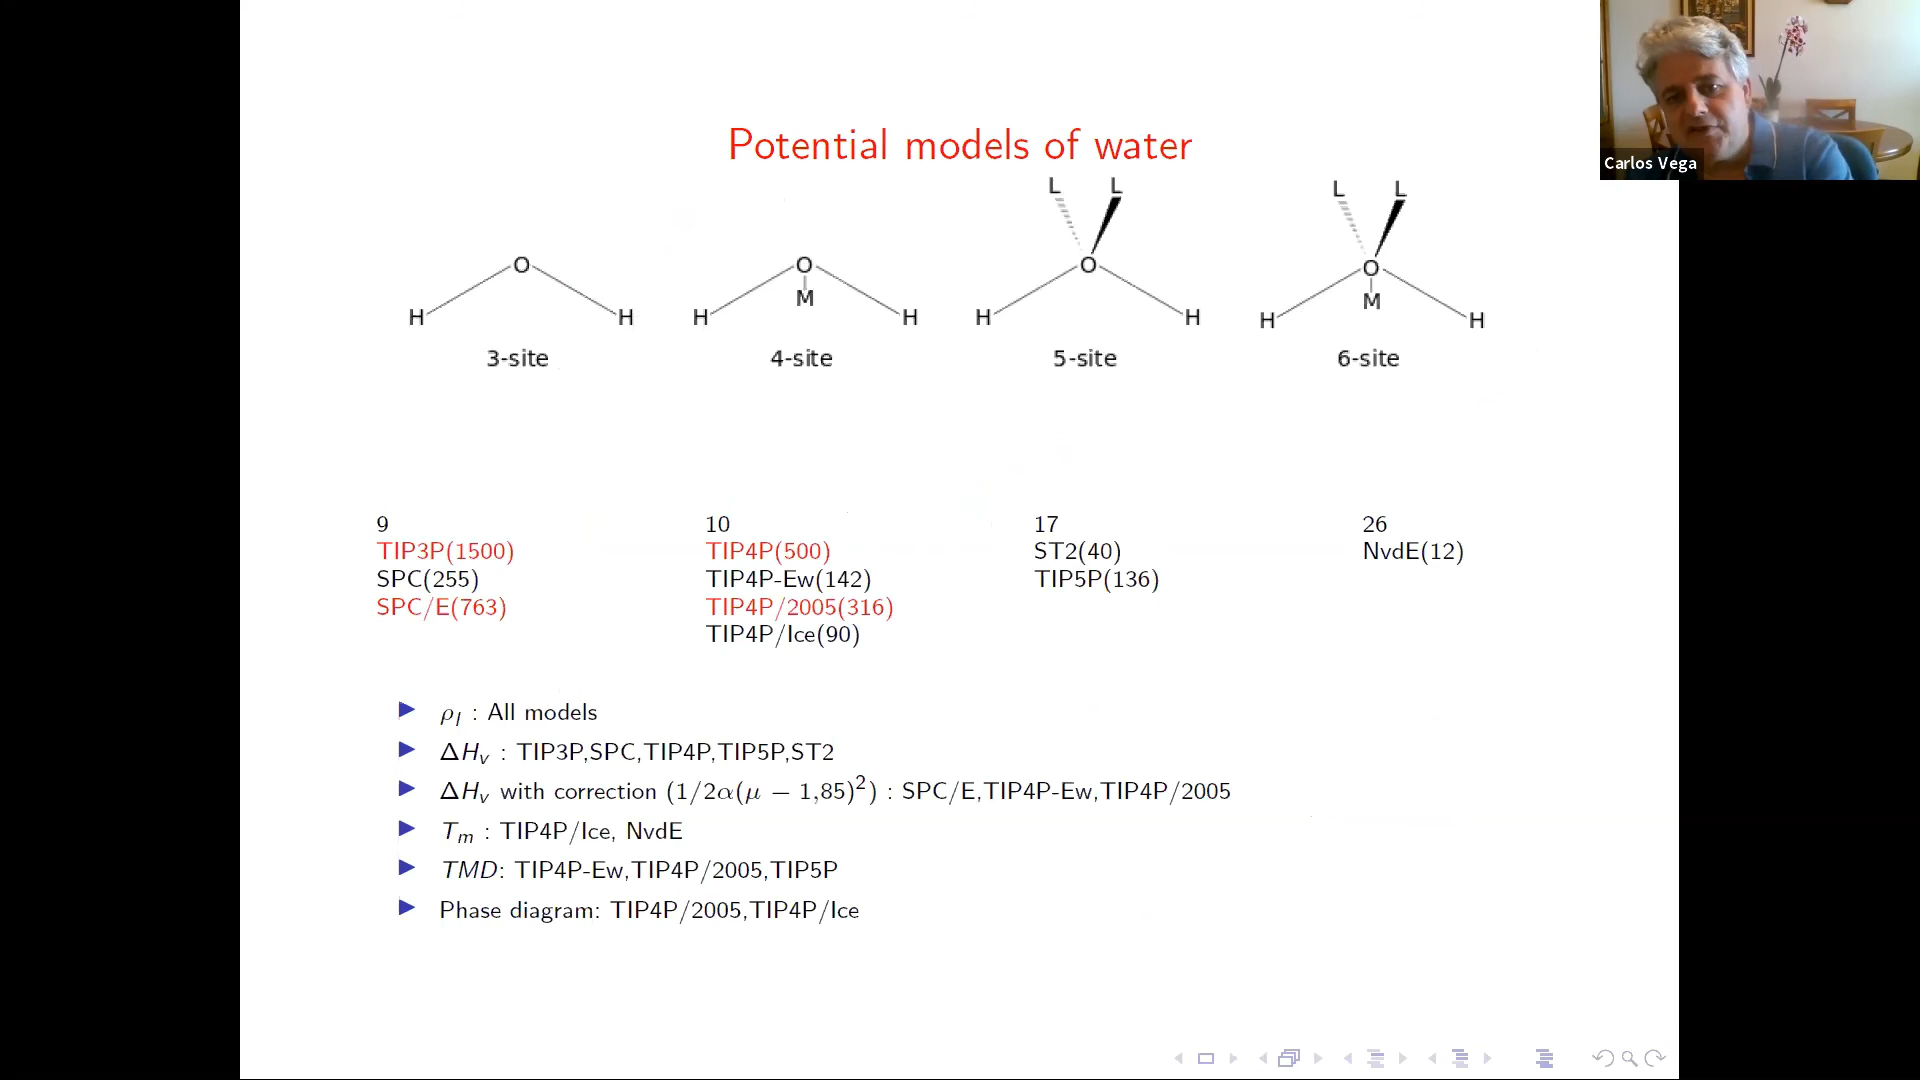 Carlos Vega
Potential models of water
L L L L
O O O O
M M
H H H H H H H H
3-site 4-site 5-site 6-site
9 10 17 26
TIP3P(1500) TIP4P(500) ST2(40) NvdE(12)
SPC(255) TIP4P-Ew(142) TIP5P(136)
SPC/E(763) TIP4P/2005(316)
TIP4P/Ice(90)
ρl : All models
ΔHv : TIP3P,SPC,TIP4P,TIP5P,ST2
ΔHv with correction (1/2α(μ − 1,85)²) : SPC/E,TIP4P-Ew,TIP4P/2005
Tm : TIP4P/Ice, NvdE
TMD: TIP4P-Ew,TIP4P/2005,TIP5P
Phase diagram: TIP4P/2005,TIP4P/Ice